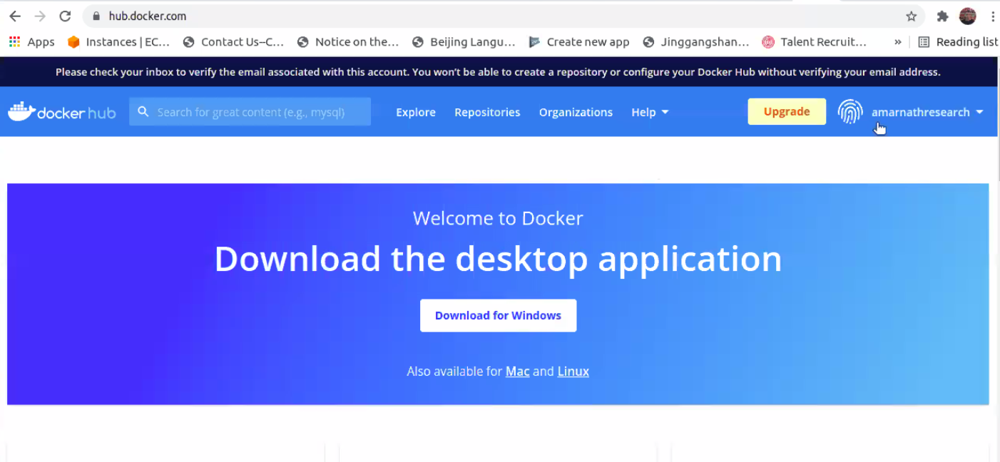 hub.docker.com
Apps Instances | EC... Contact Us–C... Notice on the... Beijing Langu... Create new app Jinggangshan... Talent Recruit... » Reading list
Please check your inbox to verify the email associated with this account. You won't be able to create a repository or configure your Docker Hub without verifying your email address.
docker hub Search for great content (e.g., mysql) Explore Repositories Organizations Help Upgrade amarnathresearch
Welcome to Docker
Download the desktop application
Download for Windows
Also available for Mac and Linux